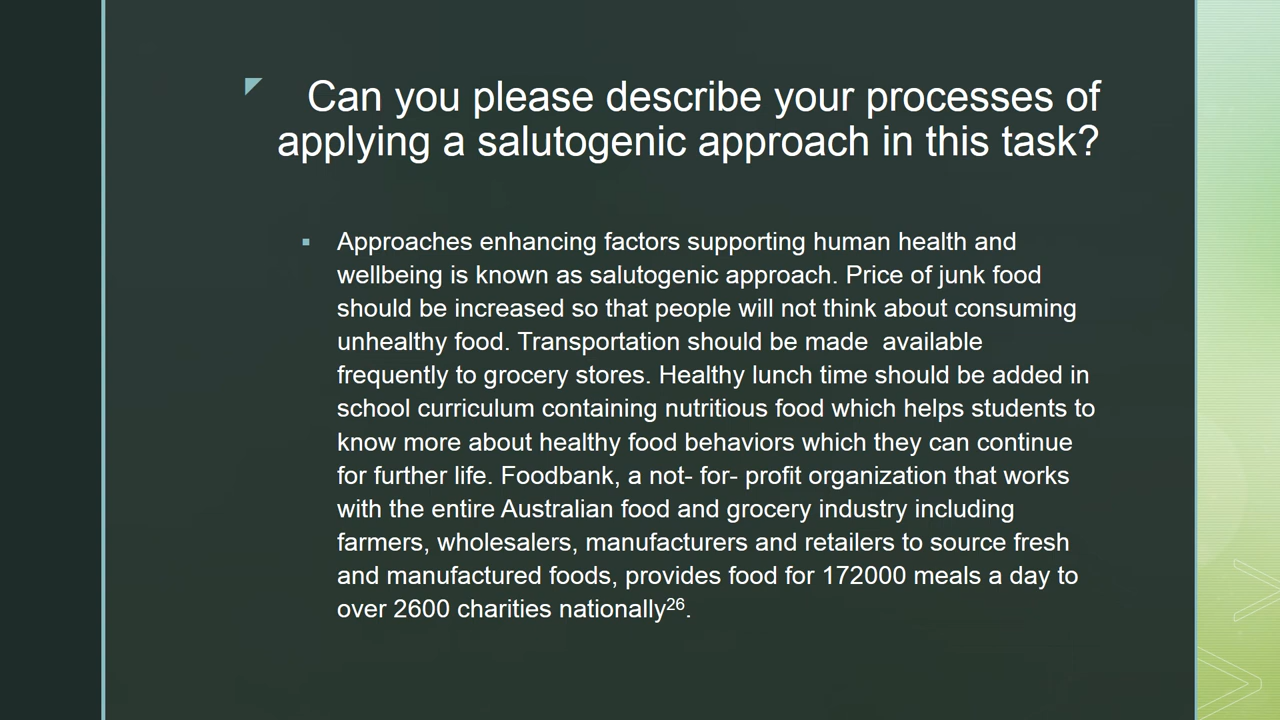 Can you please describe your processes of
applying a salutogenic approach in this task?
Approaches enhancing factors supporting human health and
wellbeing is known as salutogenic approach. Price of junk food
should be increased so that people will not think about consuming
unhealthy food. Transportation should be made  available
frequently to grocery stores. Healthy lunch time should be added in
school curriculum containing nutritious food which helps students to
know more about healthy food behaviors which they can continue
for further life. Foodbank, a not- for- profit organization that works
with the entire Australian food and grocery industry including
farmers, wholesalers, manufacturers and retailers to source fresh
and manufactured foods, provides food for 172000 meals a day to
over 2600 charities nationally26.